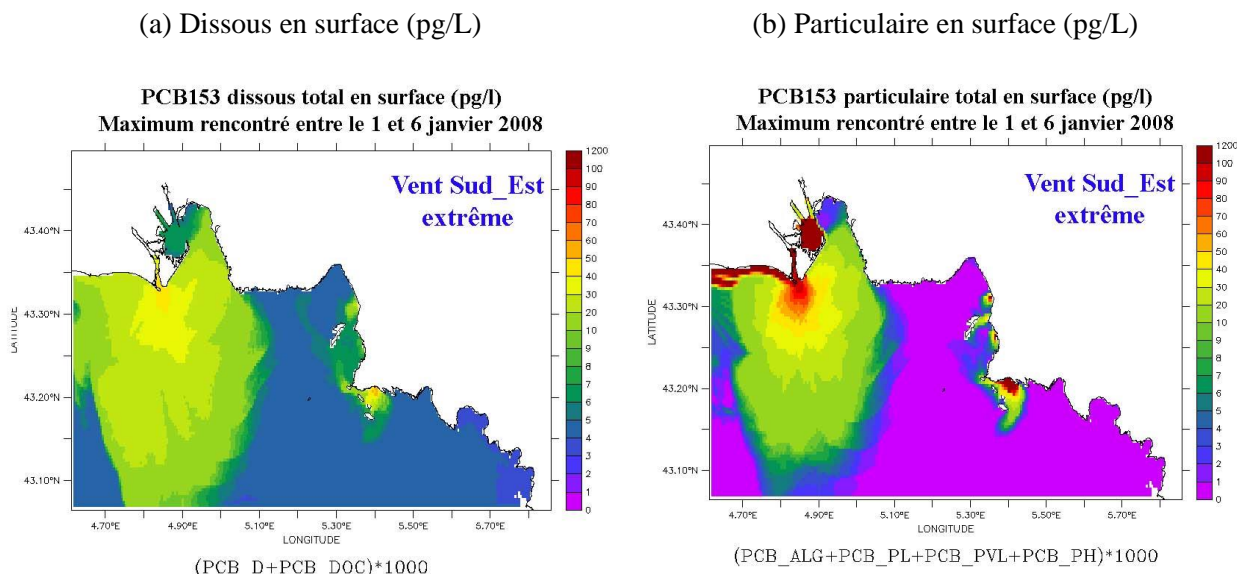 (a) Dissous en surface (pg/L)
(b) Particulaire en surface (pg/L)
PCB153 dissous total en surface (pg/l)
Maximum rencontré entre le 1 et 6 janvier 2008
Vent Sud_Est
extrême
1200
100
90
80
60
50
40
30
20
10
9
8
7
6
5
4
3
2
1
0
43.40°N
43.30°N
43.20°N
43.10°N
LATITUDE
4.70°E 4.90°E 5.10°E 5.30°E 5.50°E 5.70°E
LONGITUDE
(PCB_D+PCB_DOC)*1000
PCB153 particulaire total en surface (pg/l)
Maximum rencontré entre le 1 et 6 janvier 2008
Vent Sud_Est
extrême
1200
100
90
80
60
50
40
30
20
10
9
8
7
6
5
4
3
2
1
0
43.40°N
43.30°N
43.20°N
43.10°N
LATITUDE
4.70°E 4.90°E 5.10°E 5.30°E 5.50°E 5.70°E
LONGITUDE
(PCB_ALG+PCB_PL+PCB_PVL+PCB_PH)*1000